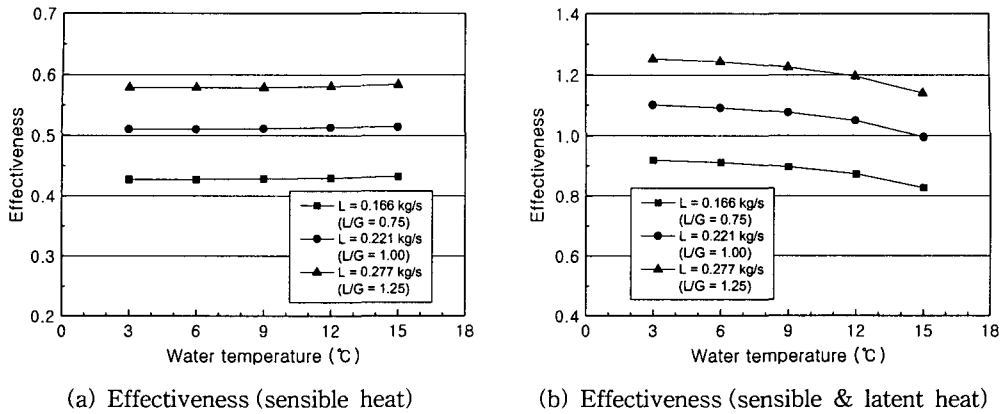 0.7
0.6
0.5
0.4
0.3
0.2
Effectiveness
L = 0.166 kg/s
(L/G = 0.75)
L = 0.221 kg/s
(L/G = 1.00)
L = 0.277 kg/s
(L/G = 1.25)
0 3 6 9 12 15 18
Water temperature (℃)
(a) Effectiveness (sensible heat)
1.4
1.2
1.0
0.8
0.6
0.4
Effectiveness
L = 0.166 kg/s
(L/G = 0.75)
L = 0.221 kg/s
(L/G = 1.00)
L = 0.277 kg/s
(L/G = 1.25)
0 3 6 9 12 15 18
Water temperature (℃)
(b) Effectiveness (sensible & latent heat)